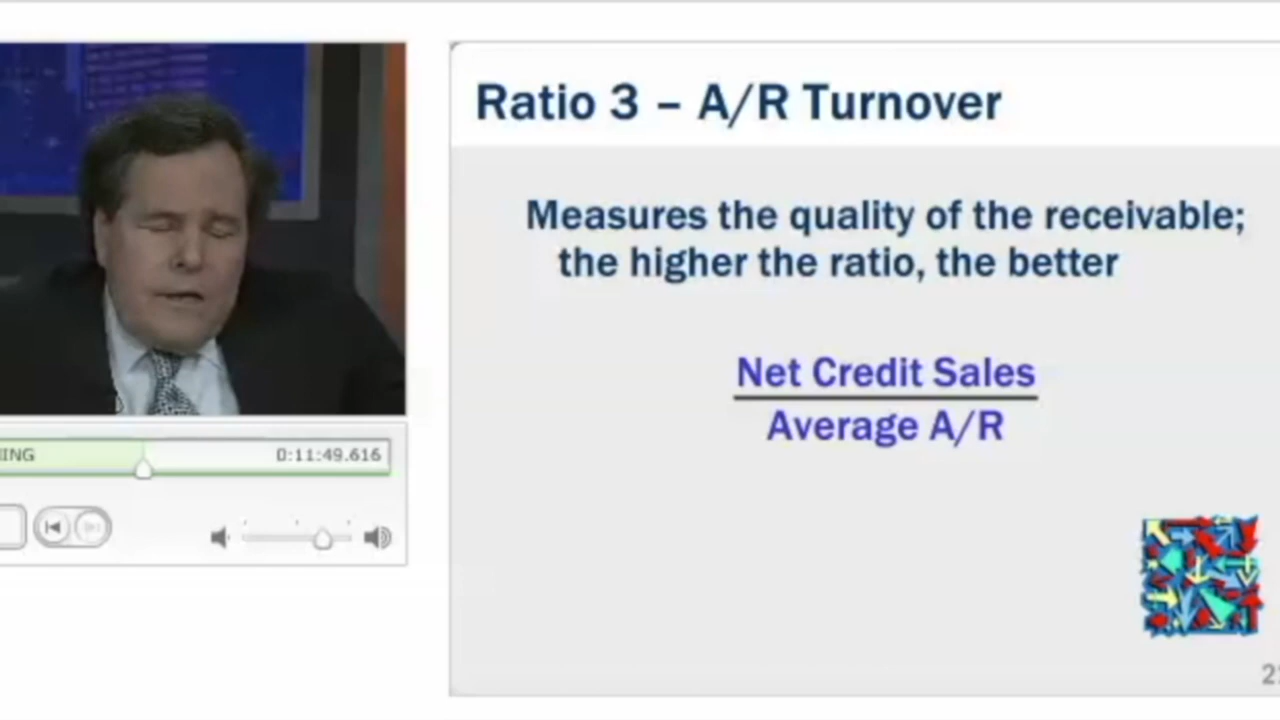 Ratio 3 – A/R Turnover
Measures the quality of the receivable;
the higher the ratio, the better
Net Credit Sales
Average A/R
ING 0:11:49.616